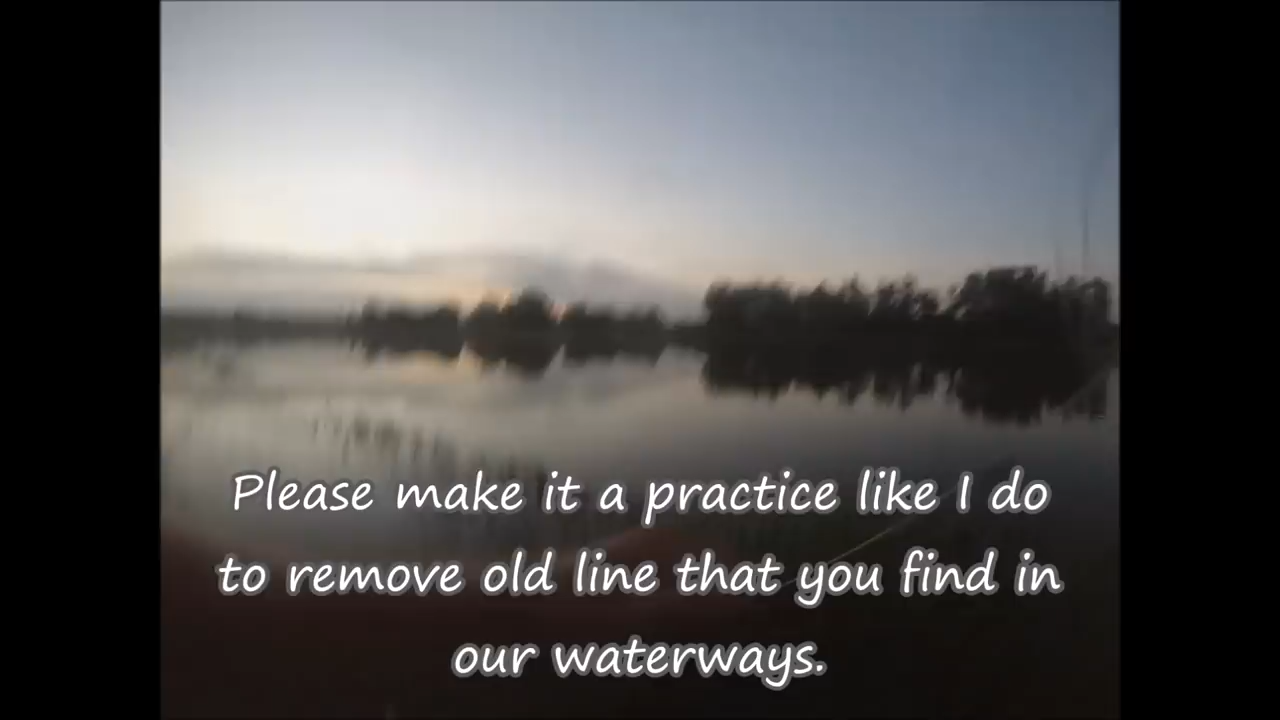 Please make it a practice like I do
to remove old line that you find in
our waterways.